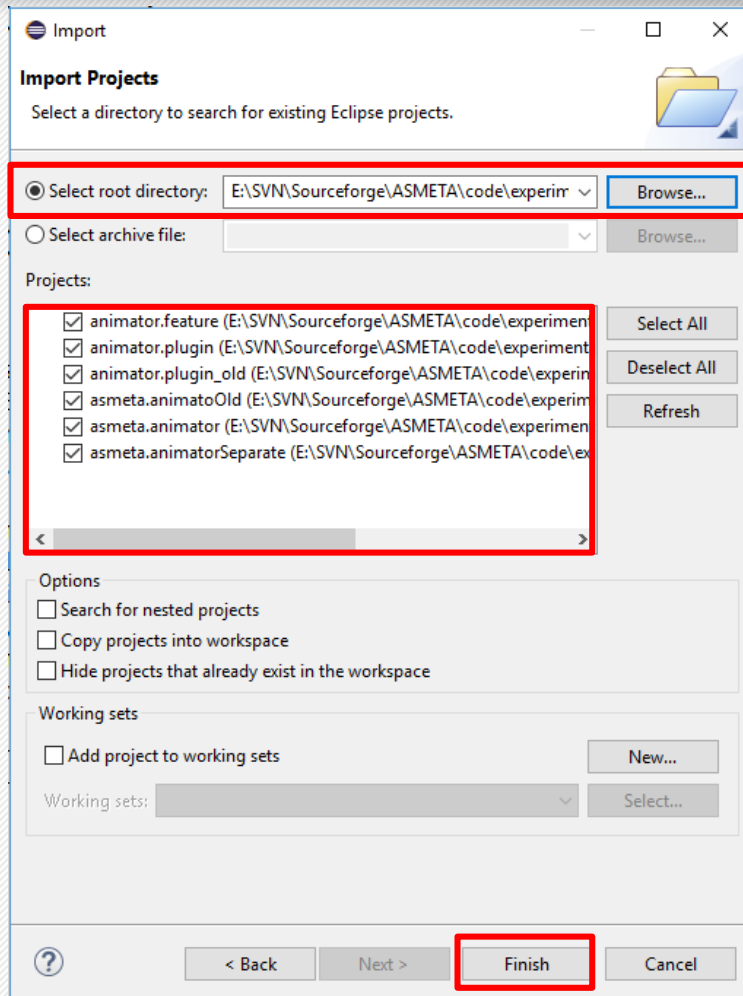 Import
Import Projects
Select a directory to search for existing Eclipse projects.
Select root directory: E:\SVN\Sourceforge\ASMETA\code\experim Browse...
Select archive file: Browse...
Projects:
animator.feature (E:\SVN\Sourceforge\ASMETA\code\experiment Select All
animator.plugin (E:\SVN\Sourceforge\ASMETA\code\experiment
animator.plugin_old (E:\SVN\Sourceforge\ASMETA\code\experin Deselect All
asmeta.animatoOld (E:\SVN\Sourceforge\ASMETA\code\experim
asmeta.animator (E:\SVN\Sourceforge\ASMETA\code\experimen Refresh
asmeta.animatorSeparate (E:\SVN\Sourceforge\ASMETA\code\ex
Options
Search for nested projects
Copy projects into workspace
Hide projects that already exist in the workspace
Working sets
Add project to working sets New...
Working sets: Select...
? < Back Next > Finish Cancel